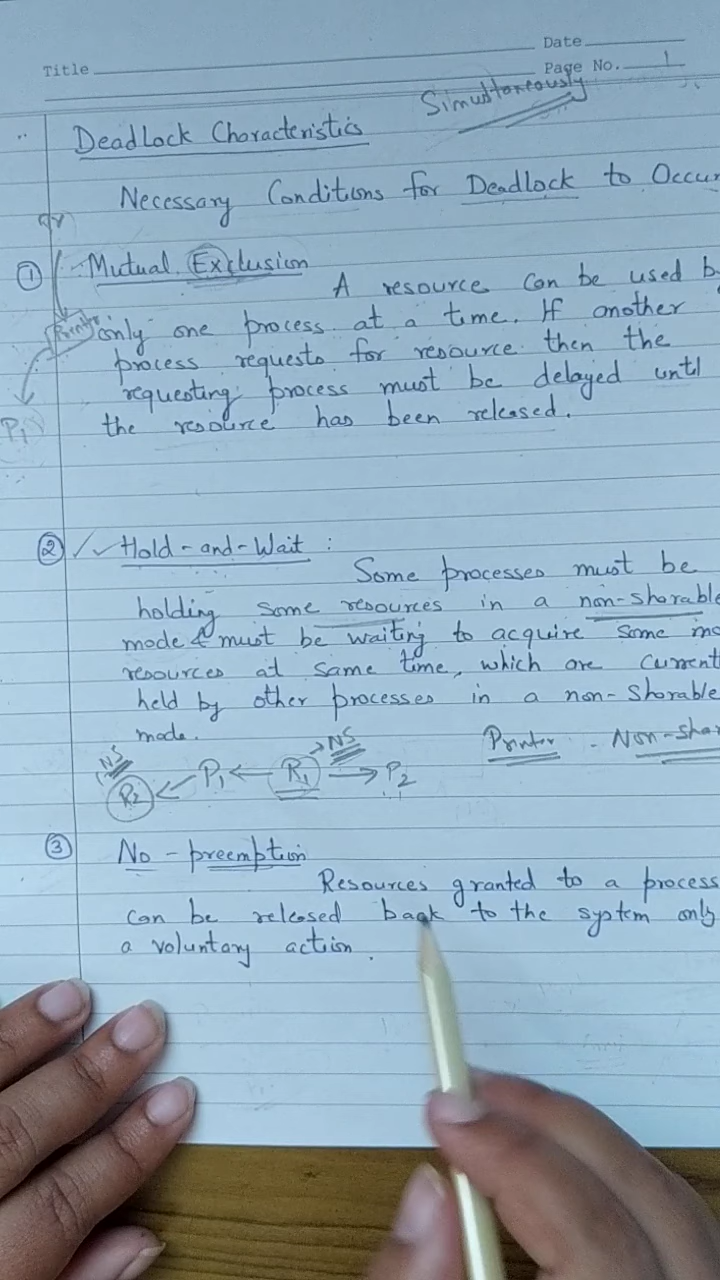 Date
Title
Page No. 1
Simultaneously
Deadlock Characteristics
Necessary Conditions for Deadlock to Occur
① Mutual Exclusion
A resource can be used b
Printer only one process at a time. If another
process requests for resource then the
requesting process must be delayed until
P1 the resource has been released.
② Hold-and-Wait :
Some processes must be
holding some resources in a non-sharable
mode & must be waiting to acquire some mo
resources at same time, which are current
held by other processes in a non-sharable
mode.
Printer - Non-shar
NS NS
R2 ← P1 ← R1 → P2
③ No-preemption
Resources granted to a process
can be released back to the system only
a voluntary action.